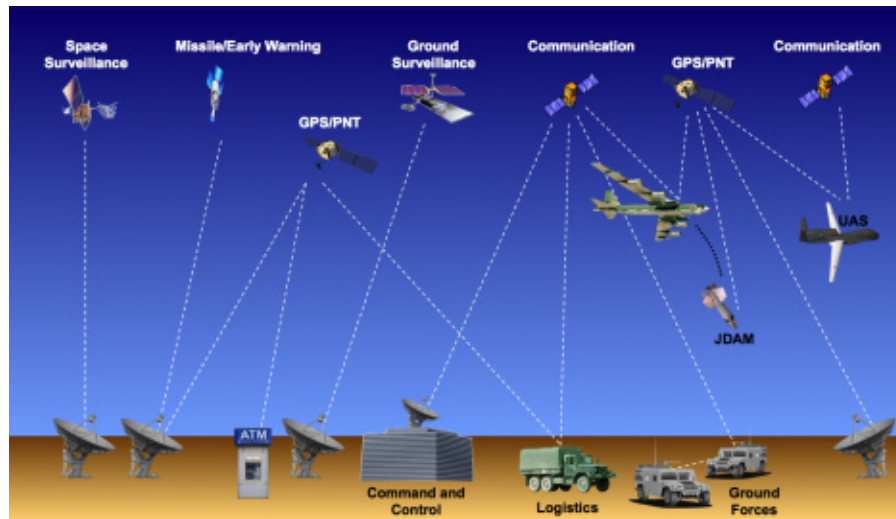 Space
Surveillance
Missile/Early Warning
Ground
Surveillance
Communication
GPS/PNT
Communication
GPS/PNT
UAS
JDAM
ATM
Command and
Control
Logistics
Ground
Forces